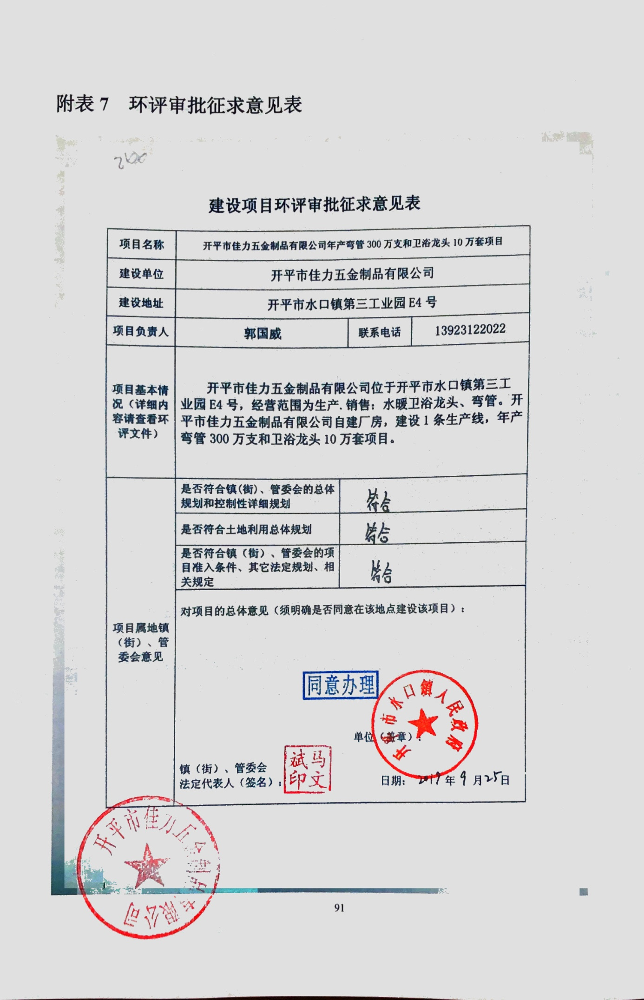 附表 7 环评审批征求意见表
建设项目环评审批征求意见表
项目名称
开平市佳力五金制品有限公司年产弯管 300 万支和卫浴龙头 10 万套项目
建设单位
开平市佳力五金制品有限公司
建设地址
开平市水口镇第三工业园 E4 号
项目负责人
郭国威
联系电话
13923122022
项目基本情
况（详细内
容请查看环
评文件）
开平市佳力五金制品有限公司位于开平市水口镇第三工
业园 E4 号，经营范围为生产.销售：水暖卫浴龙头、弯管。开
平市佳力五金制品有限公司自建厂房，建设 1 条生产线，年产
弯管 300 万支和卫浴龙头 10 万套项目。
项目属地镇
（街）、管
委会意见
是否符合镇(街)、管委会的总体
规划和控制性详细规划
符合
是否符合土地利用总体规划
符合
是否符合镇（街）、管委会的项
目准入条件、其它法定规划、相
关规定
符合
对项目的总体意见（须明确是否同意在该地点建设该项目）：
同意办理
开平市水口镇人民政府
单位（盖章）：
镇（街）、管委会
法定代表人（签名）：
马文斌印
日期： 2019 年 9 月 25 日
开平市佳力五金制品有限公司
1
91